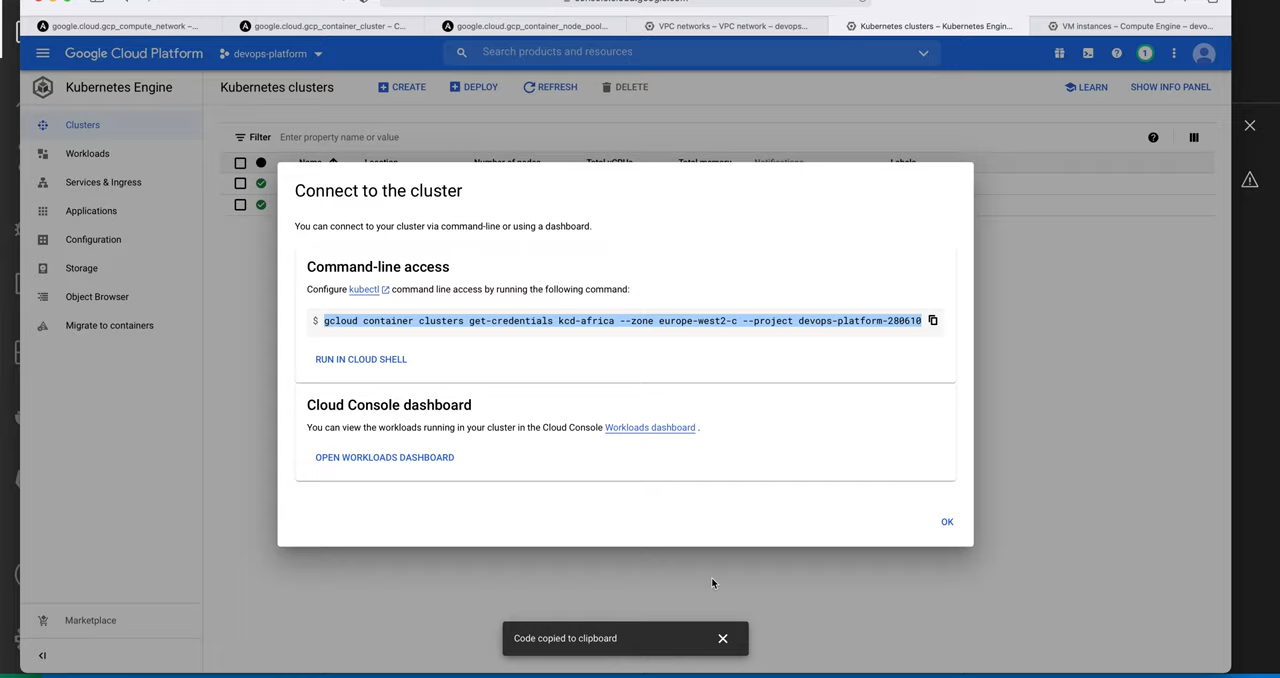 google.cloud.gcp_compute_network –...
google.cloud.gcp_container_cluster – C...
google.cloud.gcp_container_node_pool...
VPC networks – VPC network – devops...
Kubernetes clusters – Kubernetes Engin...
VM instances – Compute Engine – devo...
Google Cloud Platform
devops-platform
Search products and resources
1
Kubernetes Engine
Kubernetes clusters
CREATE
DEPLOY
REFRESH
DELETE
LEARN
SHOW INFO PANEL
Clusters
Workloads
Services & Ingress
Applications
Configuration
Storage
Object Browser
Migrate to containers
Filter Enter property name or value
Name Location Number of nodes Total vCPUs Total memory Notifications Labels
Connect to the cluster
You can connect to your cluster via command-line or using a dashboard.
Command-line access
Configure kubectl command line access by running the following command:
$ gcloud container clusters get-credentials kcd-africa --zone europe-west2-c --project devops-platform-280610
RUN IN CLOUD SHELL
Cloud Console dashboard
You can view the workloads running in your cluster in the Cloud Console Workloads dashboard .
OPEN WORKLOADS DASHBOARD
OK
Code copied to clipboard
Marketplace